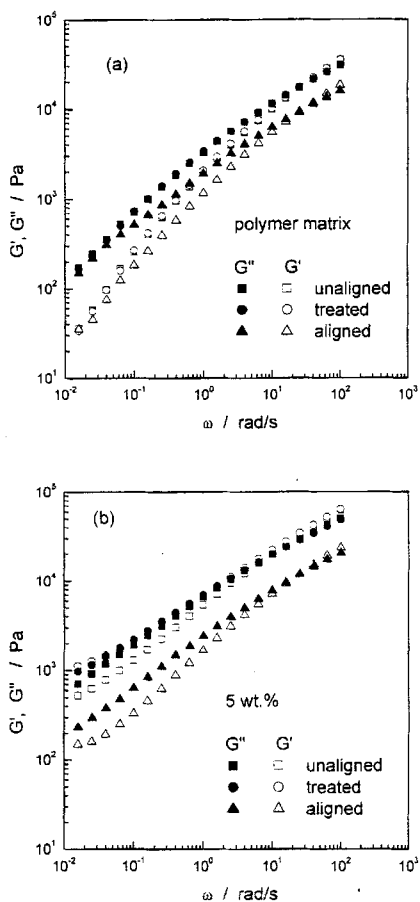 10⁵
(a)
10⁴
G', G'' / Pa
10³
polymer matrix
G'' G'
10²
unaligned
treated
aligned
10¹
10⁻² 10⁻¹ 10⁰ 10¹ 10² 10³
ω / rad/s
10⁵
(b)
10⁴
G', G'' / Pa
10³
5 wt.%
G'' G'
10²
unaligned
treated
aligned
10¹
10⁻² 10⁻¹ 10⁰ 10¹ 10² 10³
ω / rad/s